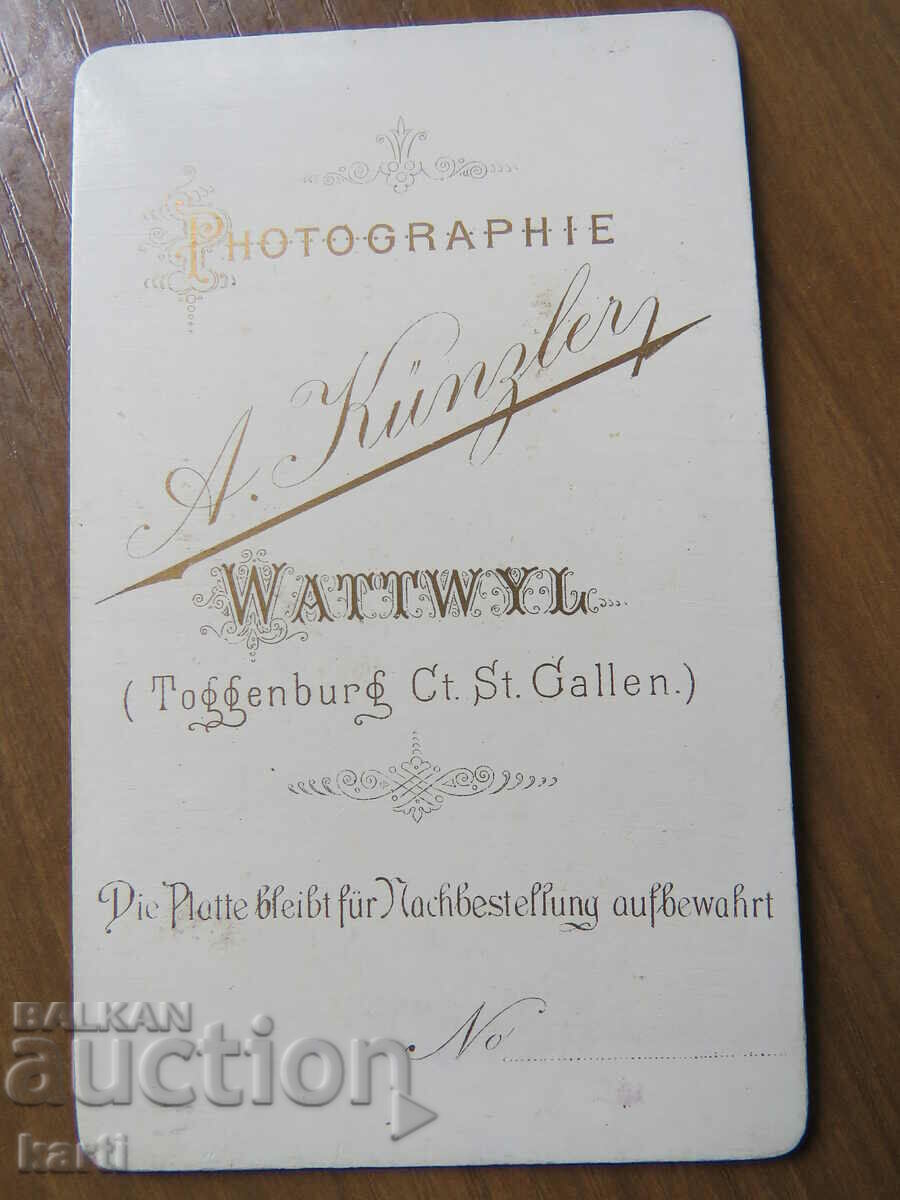 PHOTOGRAPHIE
A. Künzler
WATTWYL
( Toggenburg Ct. St. Gallen.)
Die Platte bleibt für Nachbestellung aufbewahrt
No
BALKAN
auction
karti